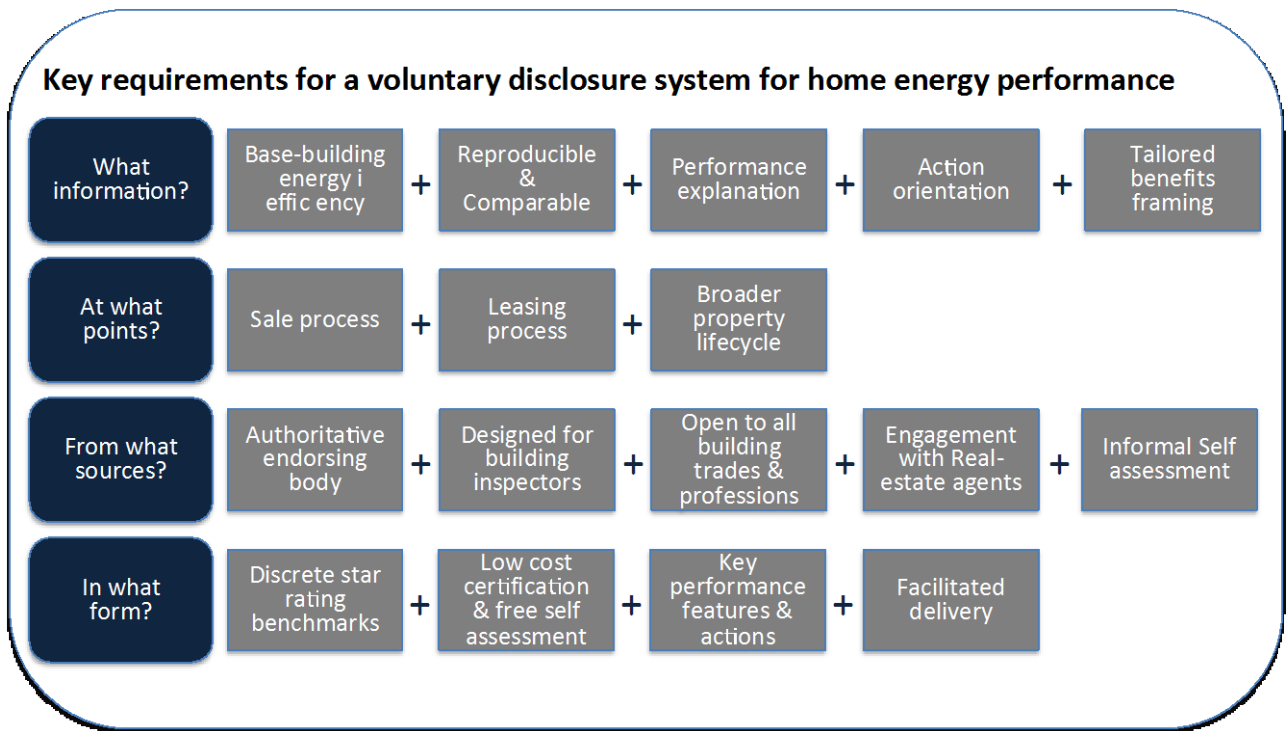 Key requirements for a voluntary disclosure system for home energy performance
What
information?
Base-building
energy i
effic ency
+
Reproducible
&
Comparable
+
Performance
explanation
+
Action
orientation
+
Tailored
benefits
framing
At what
points?
Sale process
+
Leasing
process
+
Broader
property
lifecycle
From what
sources?
Authoritative
endorsing
body
+
Designed for
building
inspectors
+
Open to all
building
trades &
professions
+
Engagement
with Real-
estate agents
+
Informal Self
assessment
In what
form?
Discrete star
rating
benchmarks
+
Low cost
certification
& free self
assessment
+
Key
performance
features &
actions
+
Facilitated
delivery